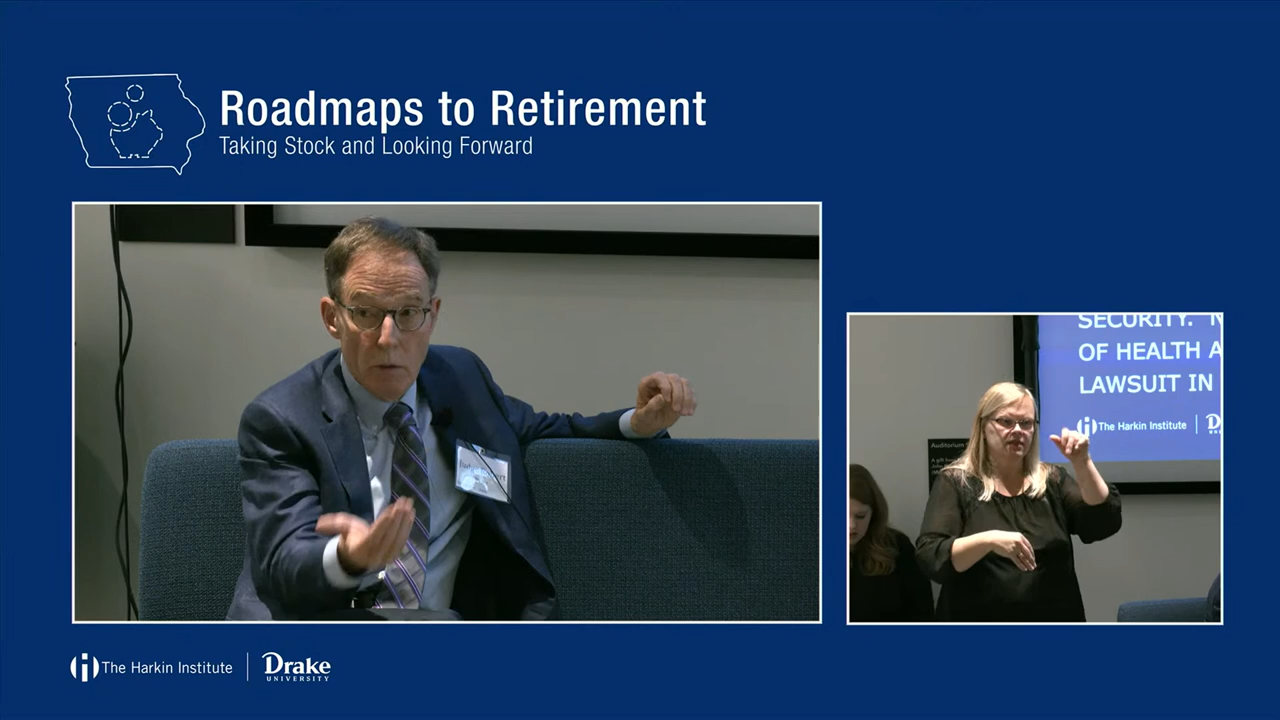 Roadmaps to Retirement
Taking Stock and Looking Forward
SECURITY. N
OF HEALTH A
LAWSUIT IN
The Harkin Institute
Auditorium
The Harkin Institute
Drake
UNIVERSITY